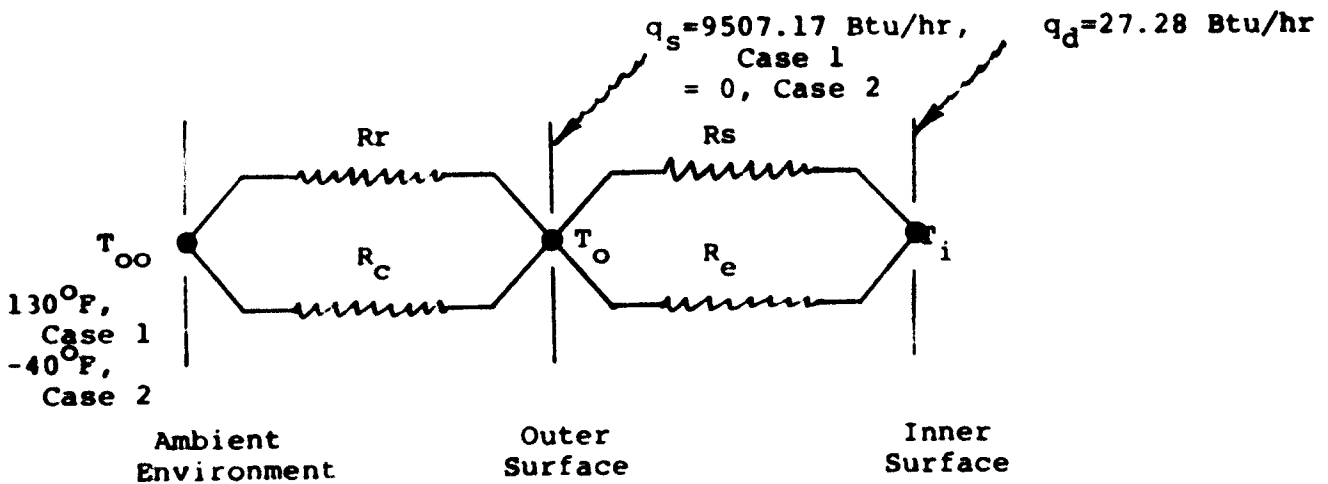 q_s=9507.17 Btu/hr,
Case 1
= 0, Case 2
q_d=27.28 Btu/hr
Rr
Rs
T_oo
T_o
T_i
R_c
R_e
130°F,
Case 1
-40°F,
Case 2
Ambient
Environment
Outer
Surface
Inner
Surface